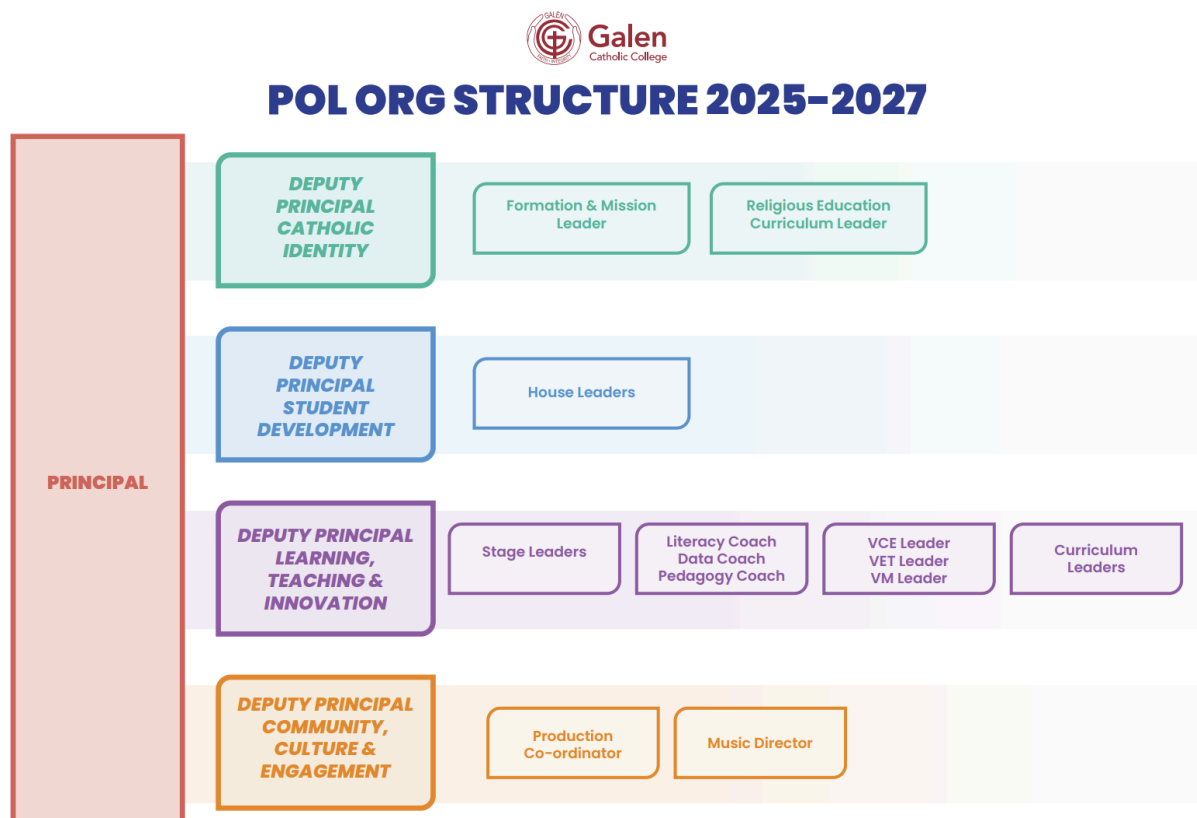 GALEN
Galen
Catholic College
POL ORG STRUCTURE 2025-2027
PRINCIPAL
DEPUTY
PRINCIPAL
CATHOLIC
IDENTITY
Formation & Mission
Leader
Religious Education
Curriculum Leader
DEPUTY
PRINCIPAL
STUDENT
DEVELOPMENT
House Leaders
DEPUTY PRINCIPAL
LEARNING,
TEACHING &
INNOVATION
Stage Leaders
Literacy Coach
Data Coach
Pedagogy Coach
VCE Leader
VET Leader
VM Leader
Curriculum
Leaders
DEPUTY PRINCIPAL
COMMUNITY,
CULTURE &
ENGAGEMENT
Production
Co-ordinator
Music Director